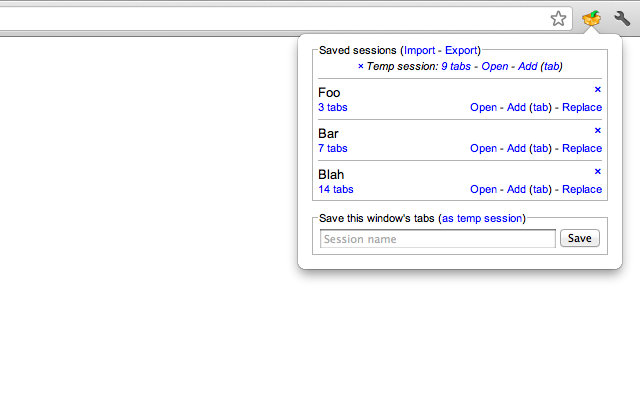 Saved sessions (Import - Export)
× Temp session: 9 tabs - Open - Add (tab)
Foo ×
3 tabs Open - Add (tab) - Replace
Bar ×
7 tabs Open - Add (tab) - Replace
Blah ×
14 tabs Open - Add (tab) - Replace
Save this window's tabs (as temp session)
Session name Save